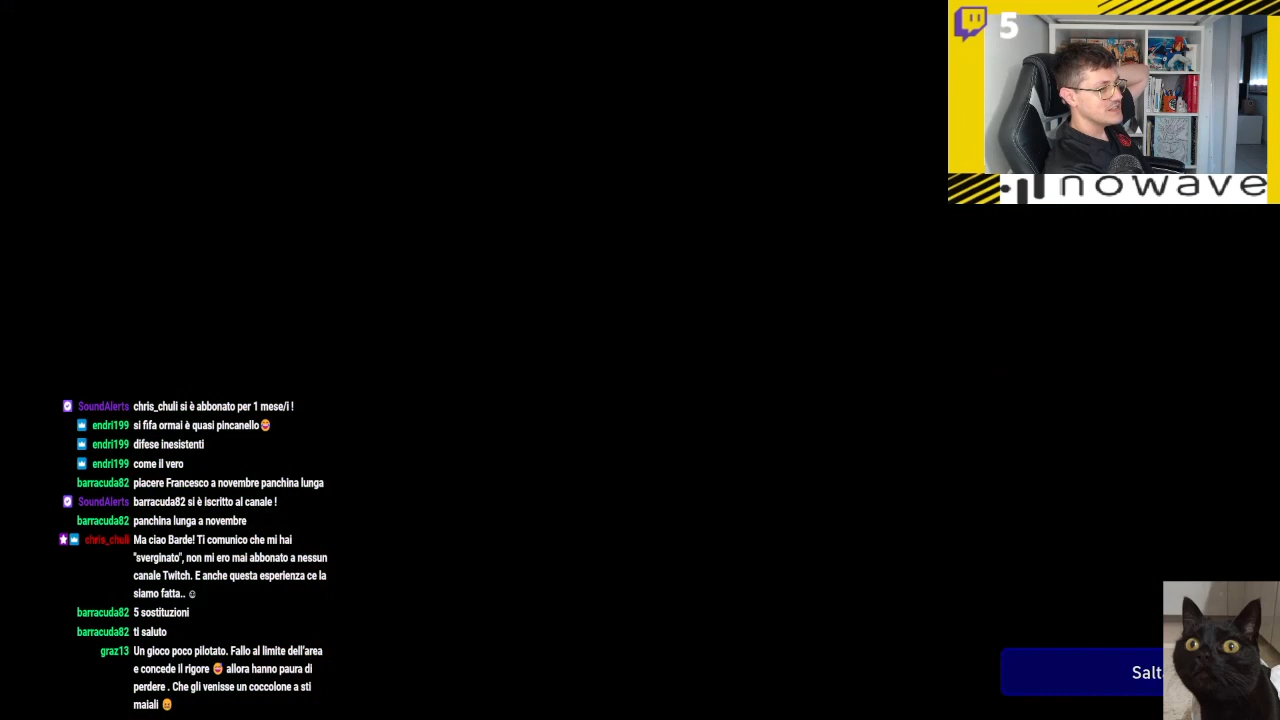 5
nowave
SoundAlerts chris_chuli si è abbonato per 1 mese/i !
endri199 si fifa ormai è quasi pincanello😂
endri199 difese inesistenti
endri199 come il vero
barracuda82 piacere Francesco a novembre panchina lunga
SoundAlerts barracuda82 si è iscritto al canale !
barracuda82 panchina lunga a novembre
chris_chuli Ma ciao Barde! Ti comunico che mi hai
"sverginato", non mi ero mai abbonato a nessun
canale Twitch. E anche questa esperienza ce la
siamo fatta.. ☺
barracuda82 5 sostituzioni
barracuda82 ti saluto
graz13 Un gioco poco pilotato. Fallo al limite dell'area
e concede il rigore 😅 allora hanno paura di
perdere . Che gli venisse un coccolone a sti
maiali 😡